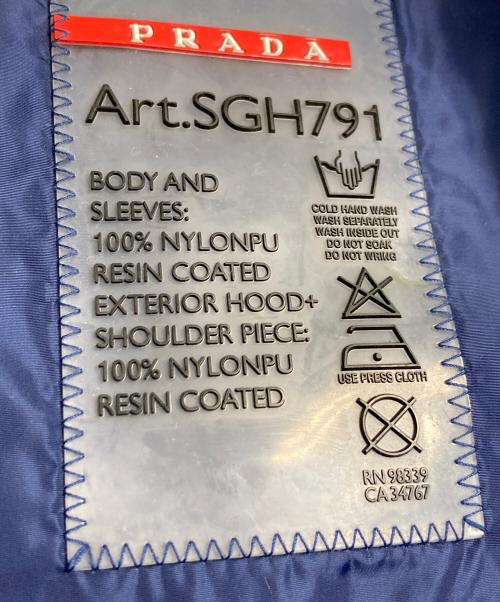 PRADA
Art.SGH791
BODY AND
SLEEVES:
100% NYLONPU
RESIN COATED
EXTERIOR HOOD+
SHOULDER PIECE:
100% NYLONPU
RESIN COATED
COLD HAND WASH
WASH SEPARATELY
WASH INSIDE OUT
DO NOT SOAK
DO NOT WRING
USE PRESS CLOTH
RN 98339
CA 34767